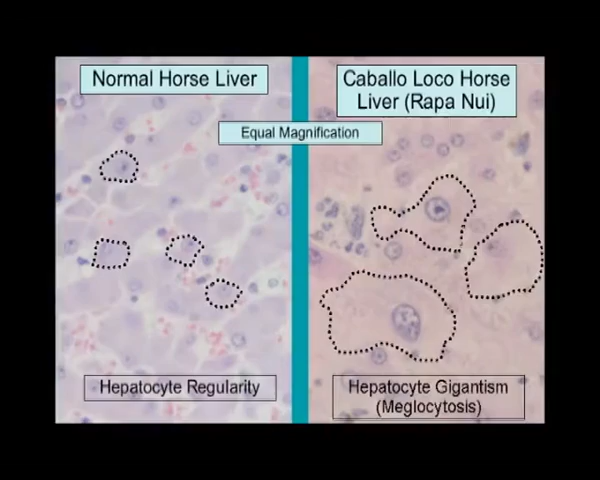 Normal Horse Liver
Caballo Loco Horse
Liver (Rapa Nui)
Equal Magnification
Hepatocyte Regularity
Hepatocyte Gigantism
(Meglocytosis)